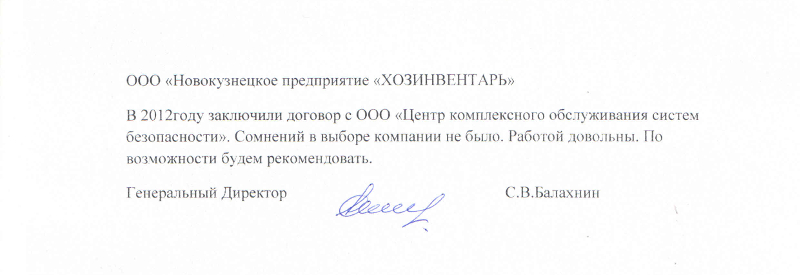 ООО «Новокузнецкое предприятие «ХОЗИНВЕНТАРЬ»
В 2012году заключили договор с ООО «Центр комплексного обслуживания систем
безопасности». Сомнений в выборе компании не было. Работой довольны. По
возможности будем рекомендовать.
Генеральный Директор С.В.Балахнин